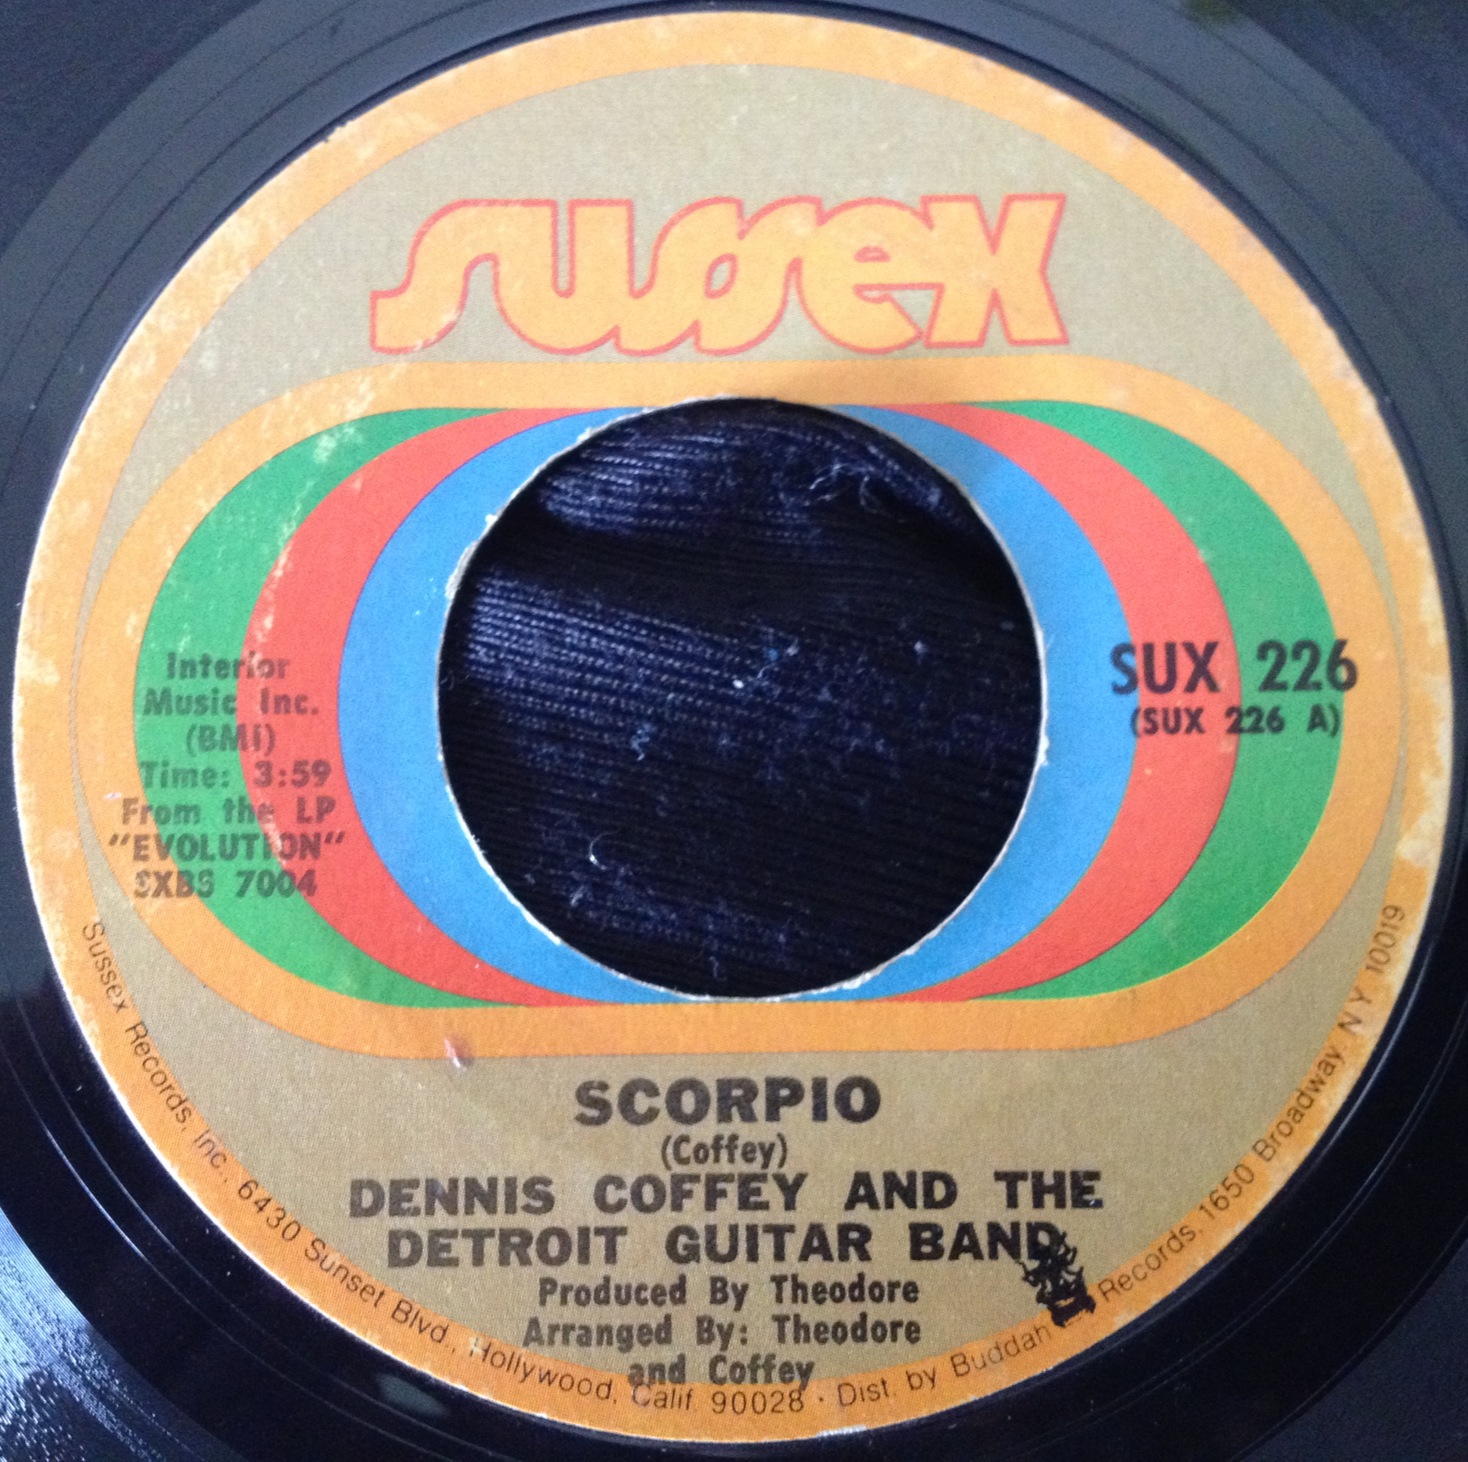 sussex
Interior
Music Inc.
(BMI)
Time: 3:59
From the LP
"EVOLUTION"
SXBS 7004
SUX 226
(SUX 226 A)
SCORPIO
(Coffey)
DENNIS COFFEY AND THE
DETROIT GUITAR BAND
Produced By Theodore
Arranged By: Theodore
and Coffey
Sussex Records, Inc., 6430 Sunset Blvd., Hollywood, Calif. 90028 · Dist. by Buddah Records, 1650 Broadway, N Y 10019